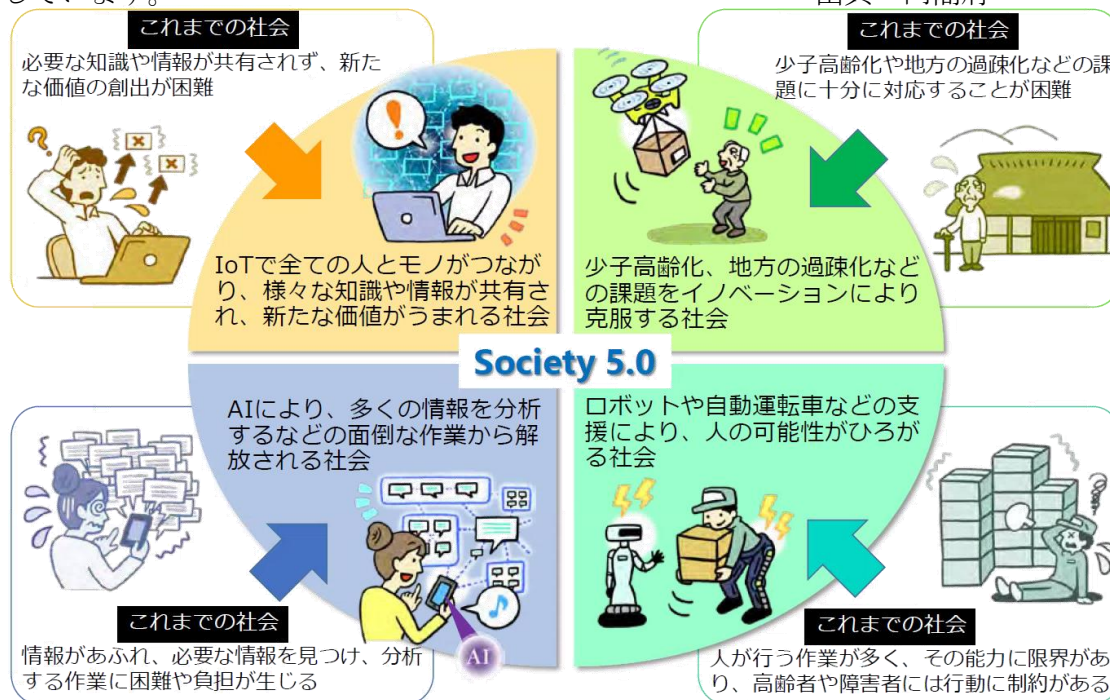 しています。
これまでの社会
必要な知識や情報が共有されず、新た
な価値の創出が困難
IoTで全ての人とモノがつなが
り、様々な知識や情報が共有さ
れ、新たな価値がうまれる社会
これまでの社会
少子高齢化や地方の過疎化などの課
題に十分に対応することが困難
少子高齢化、地方の過疎化など
の課題をイノベーションにより
克服する社会
Society 5.0
AIにより、多くの情報を分析
するなどの面倒な作業から解
放される社会
AI
これまでの社会
情報があふれ、必要な情報を見つけ、分析
する作業に困難や負担が生じる
ロボットや自動運転車などの支
援により、人の可能性がひろが
る社会
これまでの社会
人が行う作業が多く、その能力に限界があ
り、高齢者や障害者には行動に制約がある